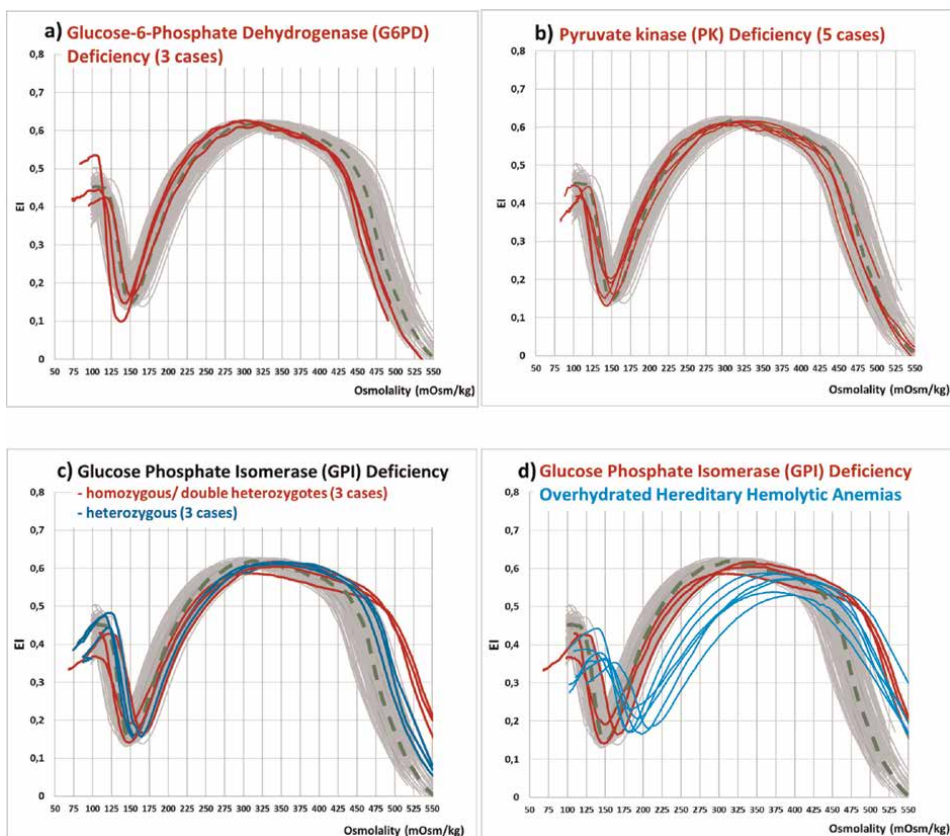 a) Glucose-6-Phosphate Dehydrogenase (G6PD)
Deficiency (3 cases)
0,8
0,7
0,6
0,5
0,4
0,3
0,2
0,1
0
EI
50 75 100 125 150 175 200 225 250 275 300 325 350 375 400 425 450 475 500 525 550
Osmolality (mOsm/kg)
b) Pyruvate kinase (PK) Deficiency (5 cases)
0,8
0,7
0,6
0,5
0,4
0,3
0,2
0,1
0
EI
50 75 100 125 150 175 200 225 250 275 300 325 350 375 400 425 450 475 500 525 550
Osmolality (mOsm/kg)
c) Glucose Phosphate Isomerase (GPI) Deficiency
- homozygous/ double heterozygotes (3 cases)
- heterozygous (3 cases)
0,8
0,7
0,6
0,5
0,4
0,3
0,2
0,1
0
EI
50 75 100 125 150 175 200 225 250 275 300 325 350 375 400 425 450 475 500 525 550
Osmolality (mOsm/kg)
d) Glucose Phosphate Isomerase (GPI) Deficiency
Overhydrated Hereditary Hemolytic Anemias
0,8
0,7
0,6
0,5
0,4
0,3
0,2
0,1
0
EI
50 75 100 125 150 175 200 225 250 275 300 325 350 375 400 425 450 475 500 525 550
Osmolality (mOsm/kg)